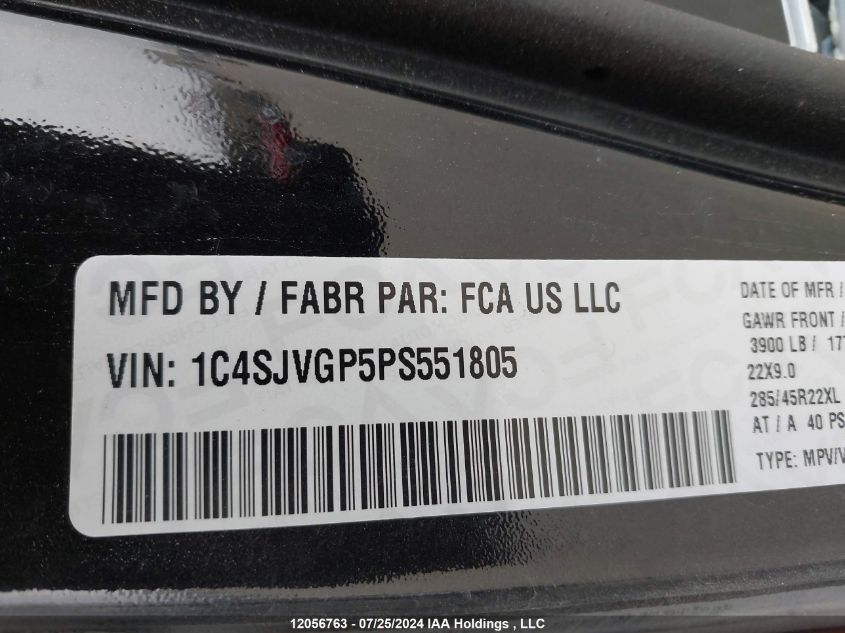 MFD BY / FABR PAR: FCA US LLC
VIN: 1C4SJVGP5PS551805
DATE OF MFR /
GAWR FRONT /
3900 LB / 17
22X9.0
285/45R22XL
AT / A 40 PS
TYPE: MPV/V
12056763 - 07/25/2024 IAA Holdings , LLC